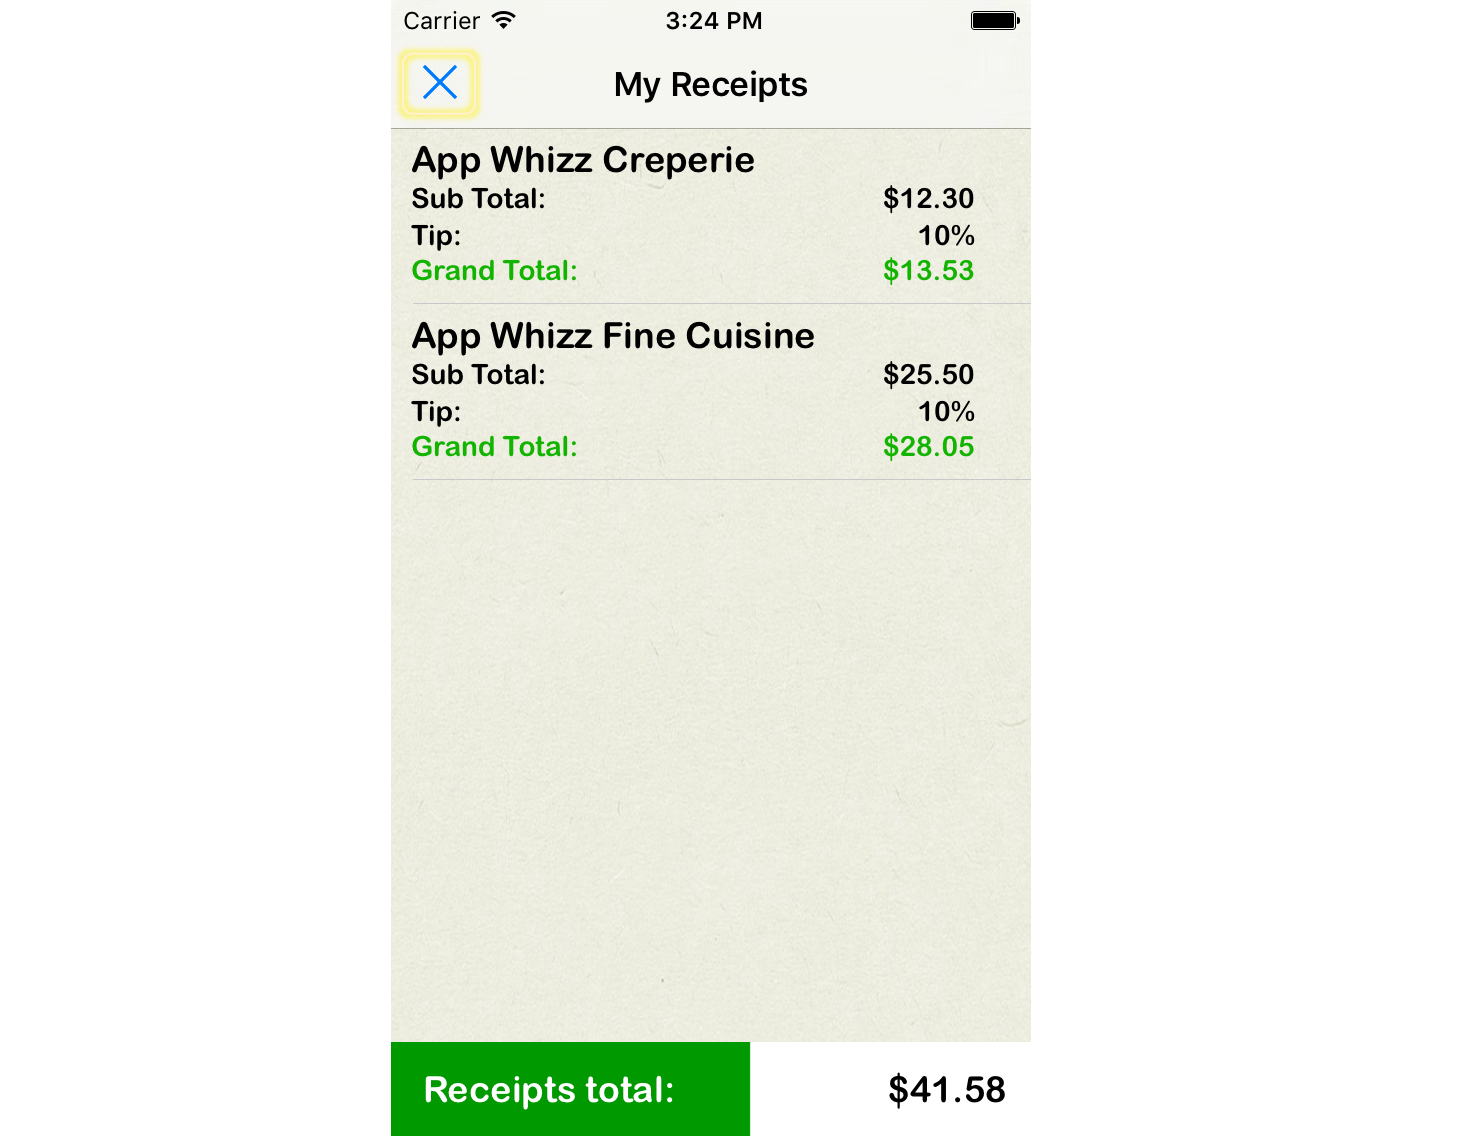 Carrier 3:24 PM
My Receipts
App Whizz Creperie
Sub Total: $12.30
Tip: 10%
Grand Total: $13.53
App Whizz Fine Cuisine
Sub Total: $25.50
Tip: 10%
Grand Total: $28.05
Receipts total: $41.58